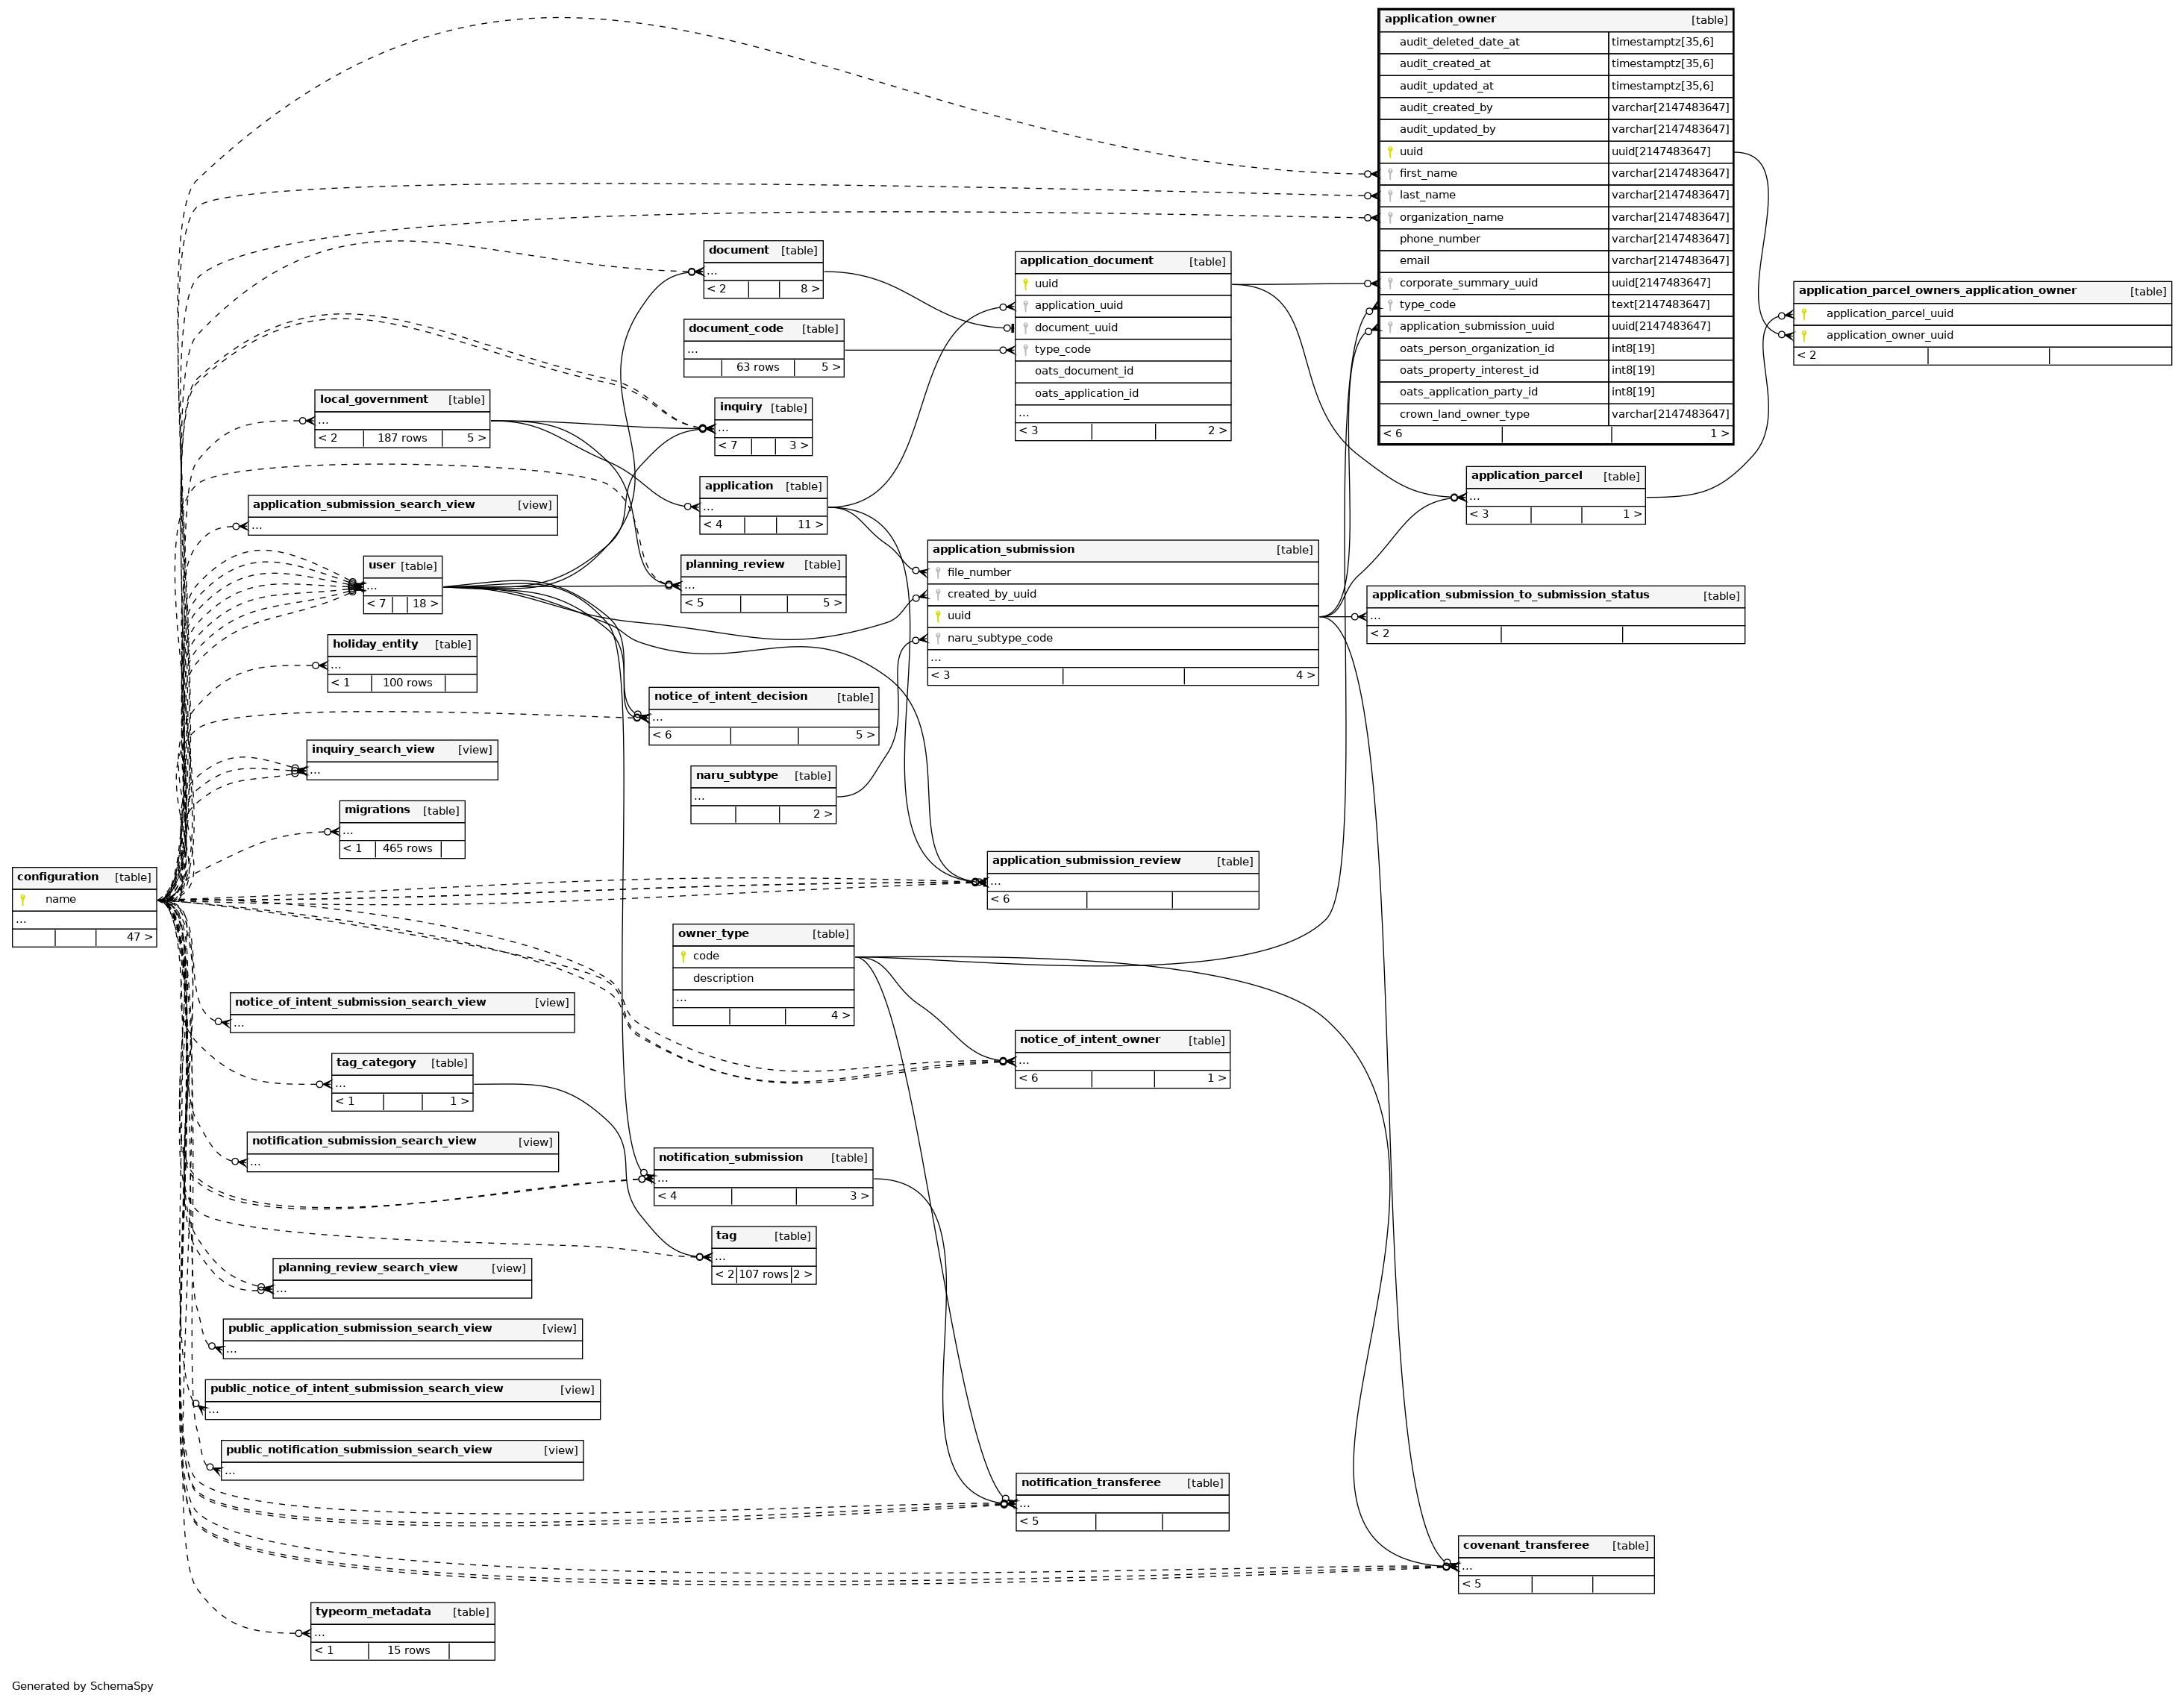 application_owner [table]
audit_deleted_date_at timestamptz[35,6]
audit_created_at timestamptz[35,6]
audit_updated_at timestamptz[35,6]
audit_created_by varchar[2147483647]
audit_updated_by varchar[2147483647]
uuid uuid[2147483647]
first_name varchar[2147483647]
last_name varchar[2147483647]
organization_name varchar[2147483647]
phone_number varchar[2147483647]
email varchar[2147483647]
corporate_summary_uuid uuid[2147483647]
type_code text[2147483647]
application_submission_uuid uuid[2147483647]
oats_person_organization_id int8[19]
oats_property_interest_id int8[19]
oats_application_party_id int8[19]
crown_land_owner_type varchar[2147483647]
< 6 1 >
document [table]
...
< 2 8 >
application_document [table]
uuid
application_uuid
document_uuid
type_code
oats_document_id
oats_application_id
...
< 3 2 >
application_parcel_owners_application_owner [table]
application_parcel_uuid
application_owner_uuid
< 2
document_code [table]
...
63 rows 5 >
local_government [table]
...
< 2 187 rows 5 >
inquiry [table]
...
< 7 3 >
application [table]
...
< 4 11 >
application_parcel [table]
...
< 3 1 >
application_submission_search_view [view]
...
user [table]
...
< 7 18 >
planning_review [table]
...
< 5 5 >
application_submission [table]
file_number
created_by_uuid
uuid
naru_subtype_code
...
< 3 4 >
application_submission_to_submission_status [table]
...
< 2
holiday_entity [table]
...
< 1 100 rows
notice_of_intent_decision [table]
...
< 6 5 >
inquiry_search_view [view]
...
naru_subtype [table]
...
2 >
migrations [table]
...
< 1 465 rows
configuration [table]
name
...
47 >
application_submission_review [table]
...
< 6
owner_type [table]
code
description
...
4 >
notice_of_intent_submission_search_view [view]
...
notice_of_intent_owner [table]
...
< 6 1 >
tag_category [table]
...
< 1 1 >
notification_submission_search_view [view]
...
notification_submission [table]
...
< 4 3 >
tag [table]
...
< 2 107 rows 2 >
planning_review_search_view [view]
...
public_application_submission_search_view [view]
...
public_notice_of_intent_submission_search_view [view]
...
public_notification_submission_search_view [view]
...
notification_transferee [table]
...
< 5
covenant_transferee [table]
...
< 5
typeorm_metadata [table]
...
< 1 15 rows
Generated by SchemaSpy